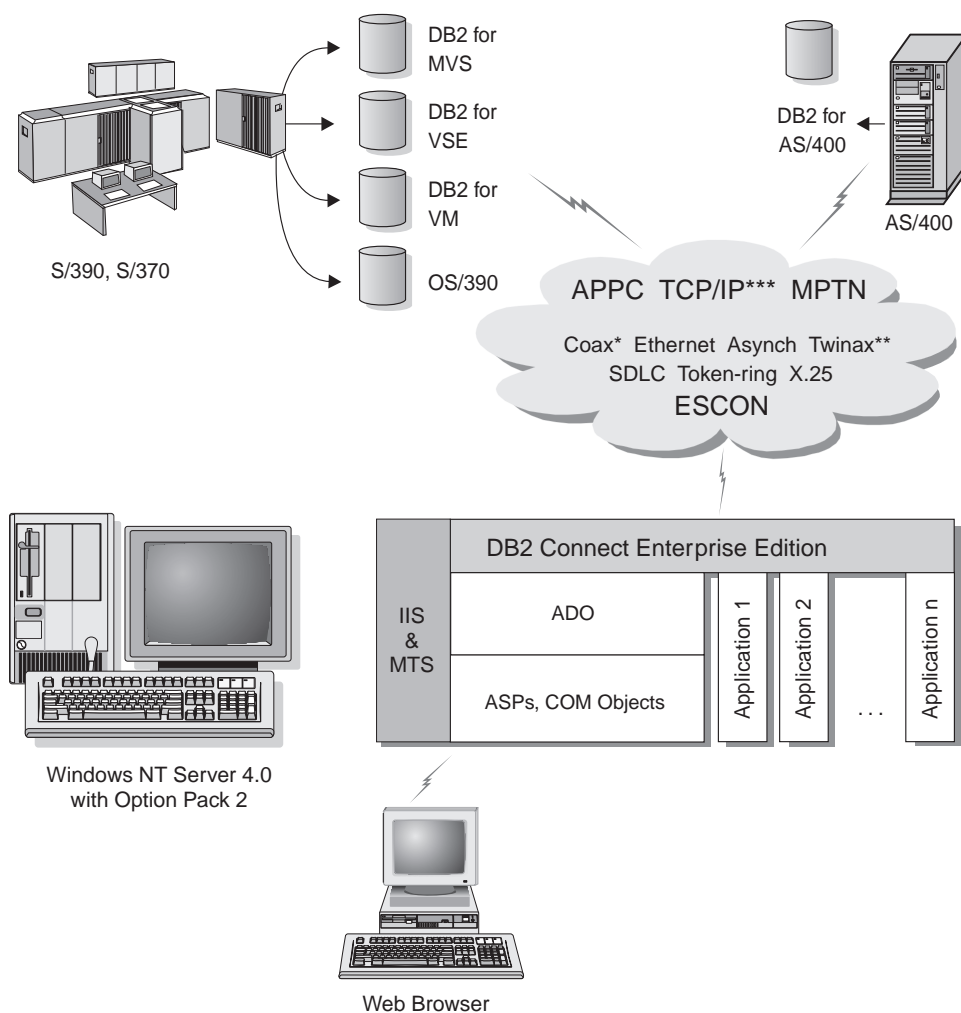 DB2 for
MVS
DB2 for
VSE
DB2 for
VM
OS/390
S/390, S/370
DB2 for
AS/400
AS/400
APPC TCP/IP*** MPTN
Coax* Ethernet Asynch Twinax**
SDLC Token-ring X.25
ESCON
DB2 Connect Enterprise Edition
IIS
&
MTS
ADO
ASPs, COM Objects
Application 1
Application 2
...
Application n
Windows NT Server 4.0
with Option Pack 2
Web Browser